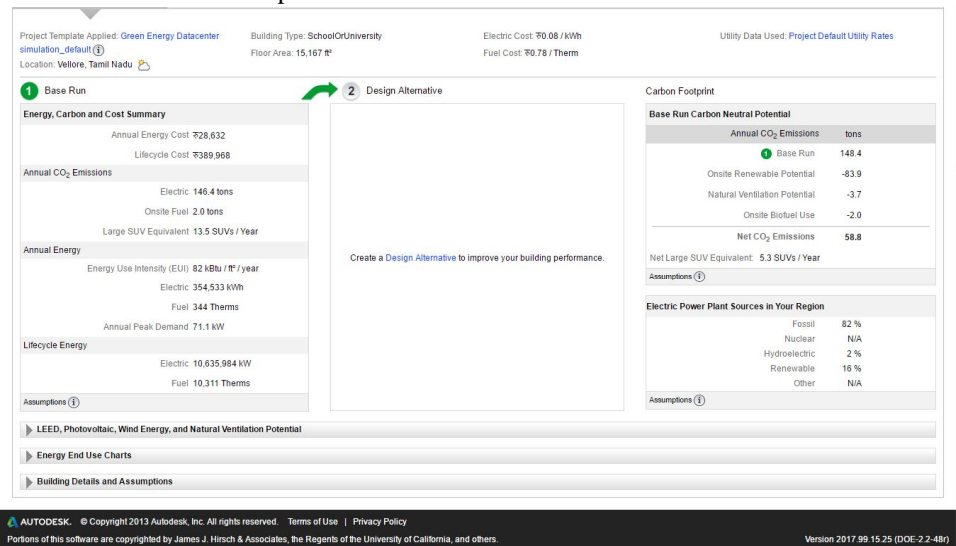 Project Template Applied: Green Energy Datacenter
simulation_default
Location: Vellore, Tamil Nadu
Building Type: SchoolOrUniversity
Floor Area: 15,167 ft²
Electric Cost: ₹0.08 / kWh
Fuel Cost: ₹0.78 / Therm
Utility Data Used: Project Default Utility Rates
1 Base Run
Energy, Carbon and Cost Summary
Annual Energy Cost ₹28,632
Lifecycle Cost ₹389,968
Annual CO2 Emissions
Electric 146.4 tons
Onsite Fuel 2.0 tons
Large SUV Equivalent 13.5 SUVs / Year
Annual Energy
Energy Use Intensity (EUI) 82 kBtu / ft² / year
Electric 354,533 kWh
Fuel 344 Therms
Annual Peak Demand 71.1 kW
Lifecycle Energy
Electric 10,635,984 kW
Fuel 10,311 Therms
Assumptions i
2 Design Alternative
Create a Design Alternative to improve your building performance.
Carbon Footprint
Base Run Carbon Neutral Potential
Annual CO2 Emissions tons
1 Base Run 148.4
Onsite Renewable Potential -83.9
Natural Ventilation Potential -3.7
Onsite Biofuel Use -2.0
Net CO2 Emissions 58.8
Net Large SUV Equivalent: 5.3 SUVs / Year
Assumptions i
Electric Power Plant Sources in Your Region
Fossil 82 %
Nuclear N/A
Hydroelectric 2 %
Renewable 16 %
Other N/A
Assumptions i
LEED, Photovoltaic, Wind Energy, and Natural Ventilation Potential
Energy End Use Charts
Building Details and Assumptions
AUTODESK. © Copyright 2013 Autodesk, Inc. All rights reserved. Terms of Use | Privacy Policy
Portions of this software are copyrighted by James J. Hirsch & Associates, the Regents of the University of California, and others.
Version 2017.99.15.25 (DOE-2.2-48r)